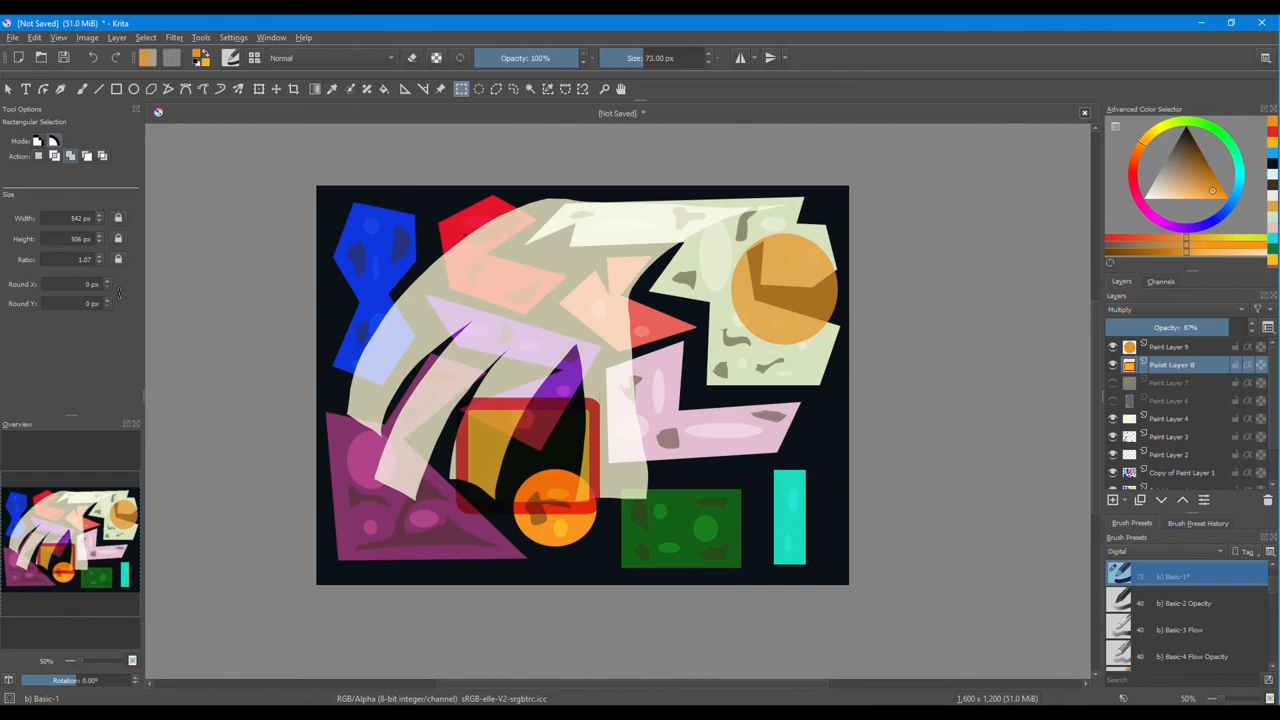 [Not Saved] (51.0 MiB) * - Krita
File Edit View Image Layer Select Filter Tools Settings Window Help
Normal
Opacity: 100%
Size: 73.00 px
[Not Saved] *
Tool Options
Rectangular Selection
Mode:
Action:
Size
Width: 542 px
Height: 506 px
Ratio: 1.07
Round X: 0 px
Round Y: 0 px
Overview
50%
Rotation: 0.00°
b) Basic-1
RGB/Alpha (8-bit integer/channel) sRGB-elle-V2-srgbtrc.icc
1,600 x 1,200 (51.0 MiB)
50%
Advanced Color Selector
Layers Channels
Layers
Multiply
Opacity: 87%
Paint Layer 9
Paint Layer 8
Paint Layer 7
Paint Layer 6
Paint Layer 4
Paint Layer 3
Paint Layer 2
Copy of Paint Layer 1
Brush Presets Brush Preset History
Brush Presets
Digital
Tag
73 b) Basic-1*
40 b) Basic-2 Opacity
40 b) Basic-3 Flow
40 b) Basic-4 Flow Opacity
Search